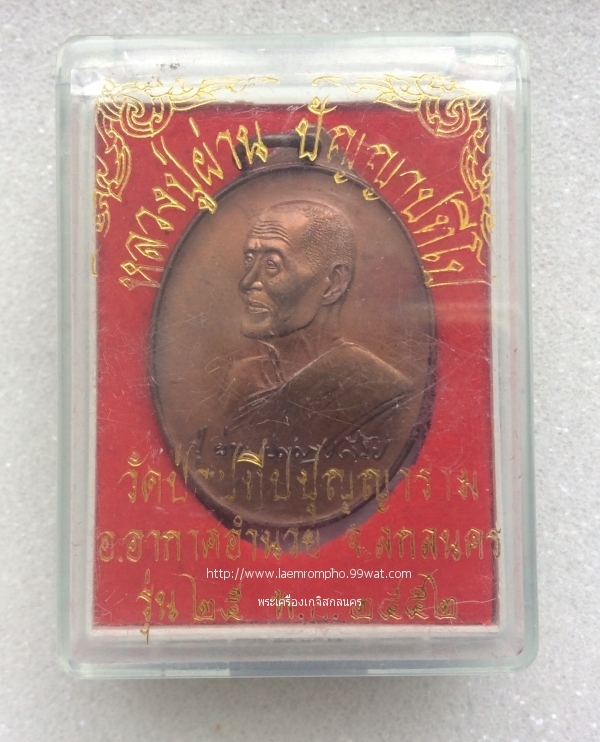 หลวงปู่ผ่าน ปัญญาปทีโป
วัดป่าปทีปปุญญาราม
อ.อากาศอำนวย จ.สกลนคร
http://www.laemrompho.99wat.com
พระเครื่องเกจิสกลนคร
รุ่น ๒๕ พ.ศ. ๒๕๕๒